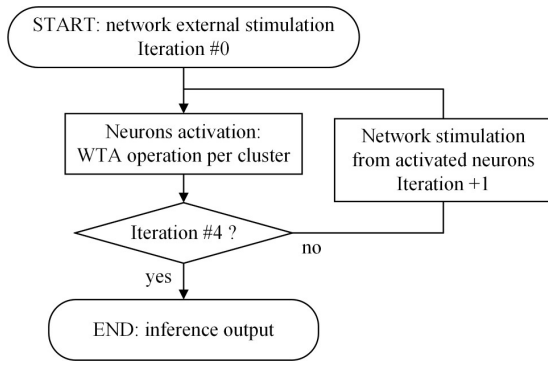 START: network external stimulation
Iteration #0
Neurons activation:
WTA operation per cluster
Network stimulation
from activated neurons
Iteration +1
Iteration #4 ?
no
yes
END: inference output